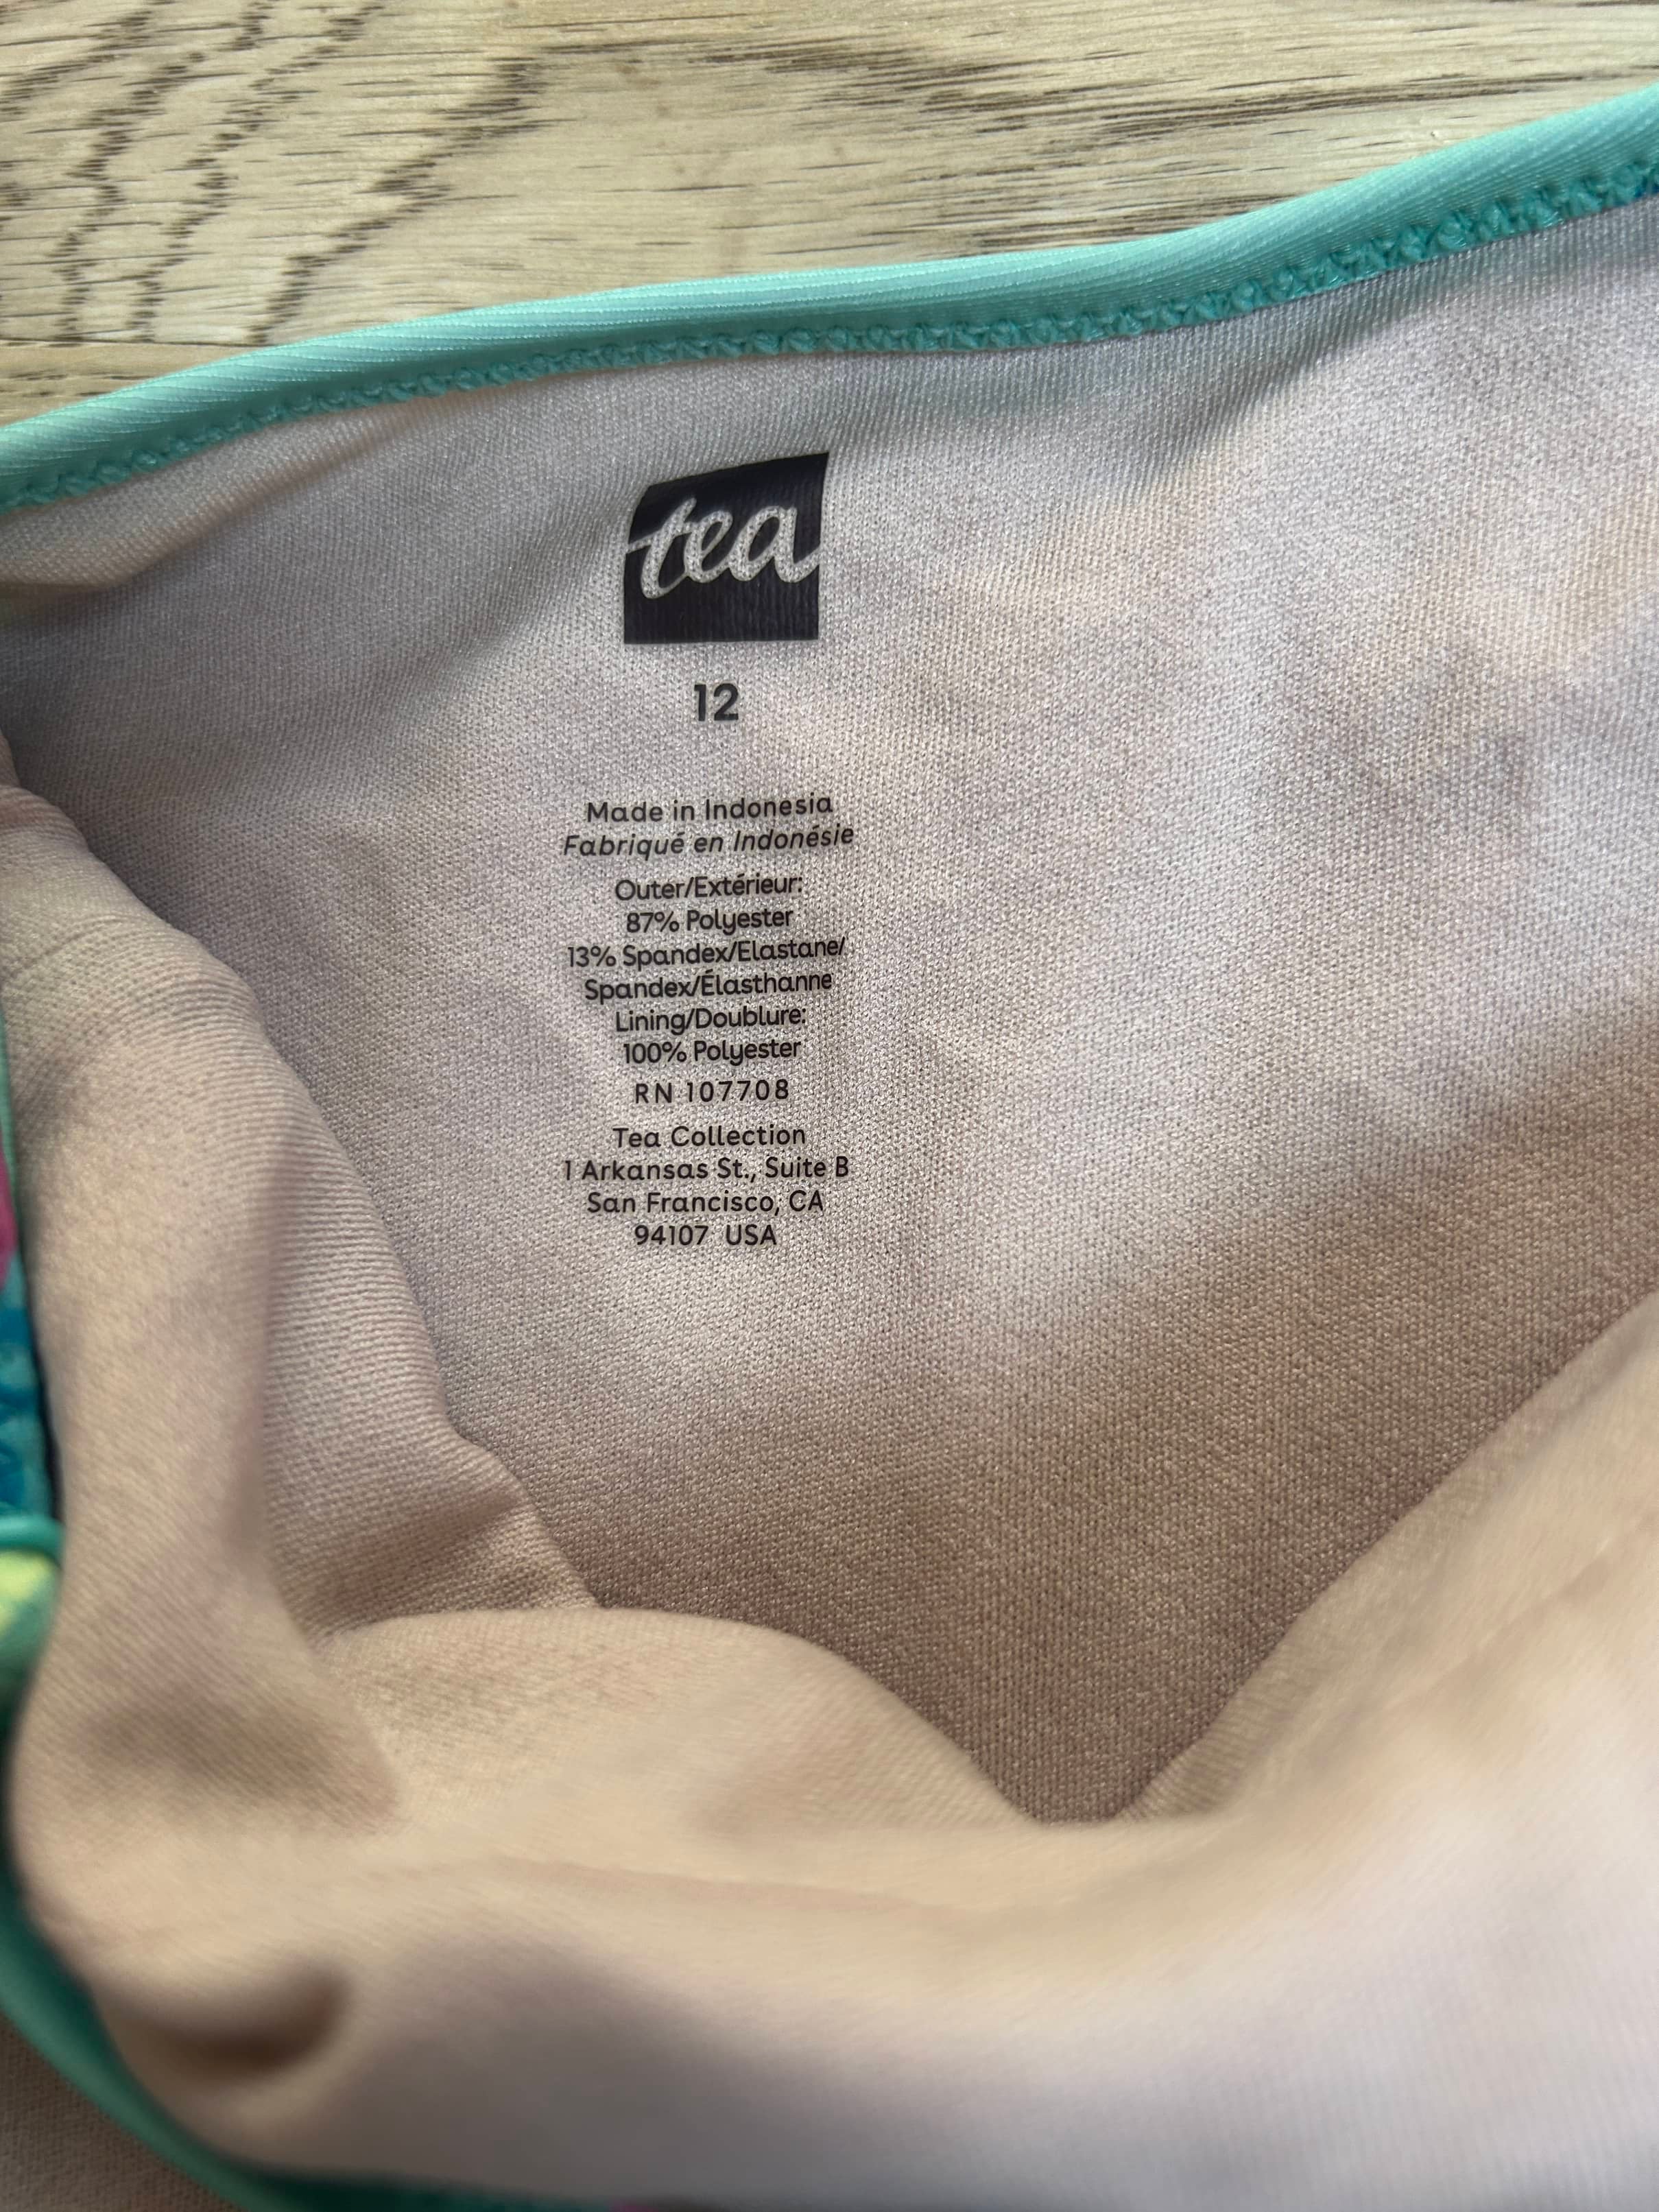 tea
12
Made in Indonesia
Fabriqué en Indonésie
Outer/Extérieur:
87% Polyester
13% Spandex/Elastane/
Spandex/Élasthanne
Lining/Doublure:
100% Polyester
RN 107708
Tea Collection
1 Arkansas St., Suite B
San Francisco, CA
94107 USA